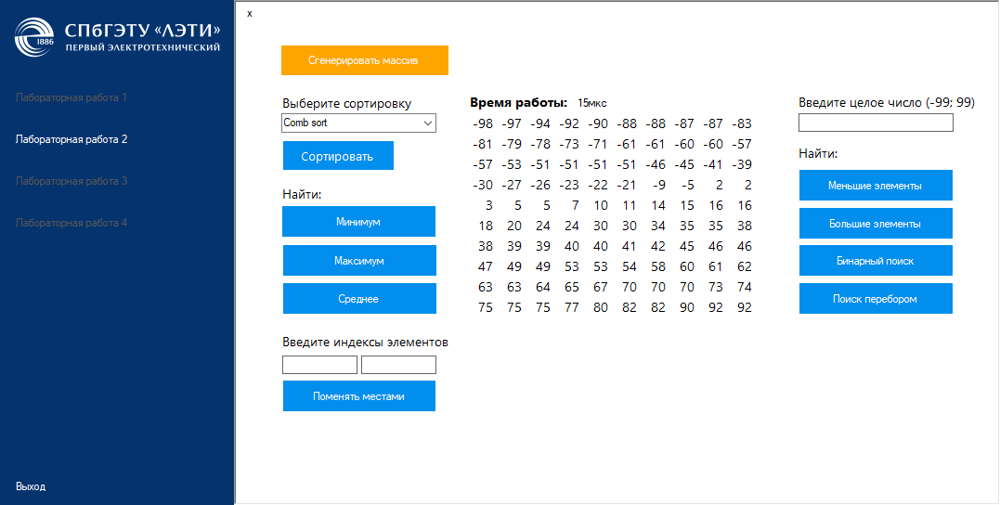 СПбГЭТУ «ЛЭТИ»
ПЕРВЫЙ ЭЛЕКТРОТЕХНИЧЕСКИЙ
1886
Лабораторная работа 1
Лабораторная работа 2
Лабораторная работа 3
Лабораторная работа 4
Выход
x
Сгенерировать массив
Выберите сортировку
Comb sort
Сортировать
Найти:
Минимум
Максимум
Среднее
Введите индексы элементов
Поменять местами
Время работы: 15мкс
-98 -97 -94 -92 -90 -88 -88 -87 -87 -83
-81 -79 -78 -73 -71 -61 -61 -60 -60 -57
-57 -53 -51 -51 -51 -51 -46 -45 -41 -39
-30 -27 -26 -23 -22 -21 -9 -5 2 2
3 5 5 7 10 11 14 15 16 16
18 20 24 24 30 30 34 35 35 38
38 39 39 40 40 41 42 45 46 46
47 49 49 53 53 54 58 60 61 62
63 63 64 65 67 70 70 70 73 74
75 75 75 77 80 82 82 90 92 92
Введите целое число (-99; 99)
Найти:
Меньшие элементы
Большие элементы
Бинарный поиск
Поиск перебором